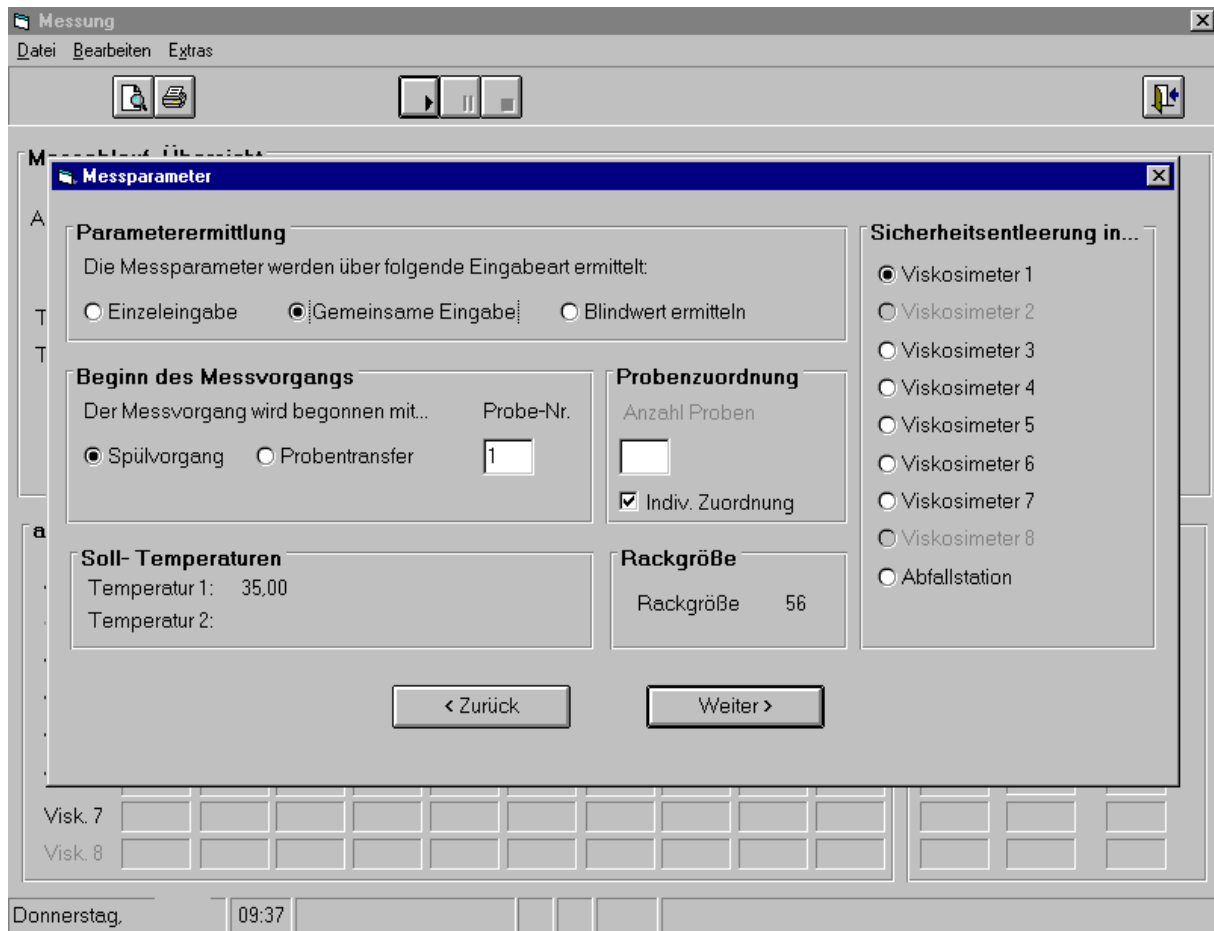 Messung
Datei Bearbeiten Extras
Messparameter
A
T
T
a
Parameterermittlung
Die Messparameter werden über folgende Eingabeart ermittelt:
Einzeleingabe Gemeinsame Eingabe Blindwert ermitteln
Beginn des Messvorgangs
Der Messvorgang wird begonnen mit... Probe-Nr.
Spülvorgang Probentransfer 1
Probenzuordnung
Anzahl Proben
Indiv. Zuordnung
Soll- Temperaturen
Temperatur 1: 35,00
Temperatur 2:
Rackgröße
Rackgröße 56
Sicherheitsentleerung in...
Viskosimeter 1
Viskosimeter 2
Viskosimeter 3
Viskosimeter 4
Viskosimeter 5
Viskosimeter 6
Viskosimeter 7
Viskosimeter 8
Abfallstation
< Zurück Weiter >
Visk. 7
Visk. 8
Donnerstag, 09:37